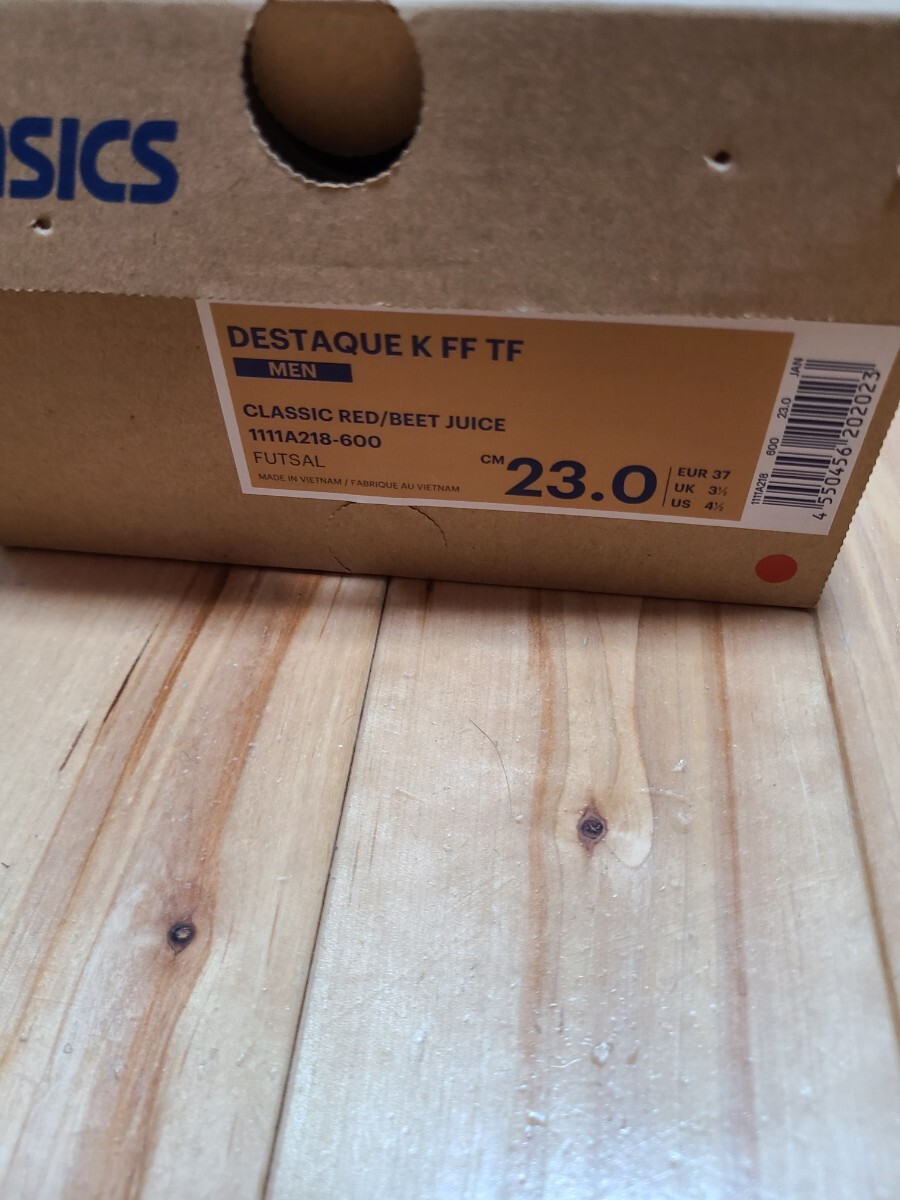 asics
DESTAQUE K FF TF
MEN
CLASSIC RED/BEET JUICE
1111A218-600
FUTSAL
MADE IN VIETNAM / FABRIQUE AU VIETNAM
CM 23.0
EUR 37
UK 3½
US 4½
1111A218 600 23.0 JAN
4 550456 202023